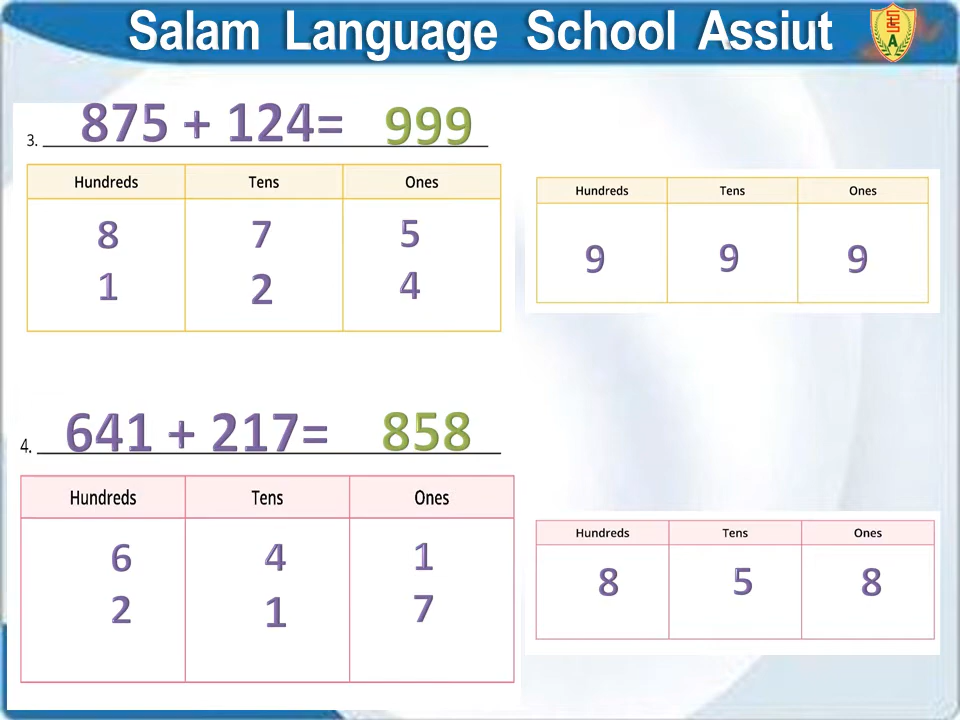 Salam Language School Assiut
A
3. 875 + 124= 999
Hundreds Tens Ones
8 7 5
1 2 4
Hundreds Tens Ones
9 9 9
4. 641 + 217= 858
Hundreds Tens Ones
6 4 1
2 1 7
Hundreds Tens Ones
8 5 8